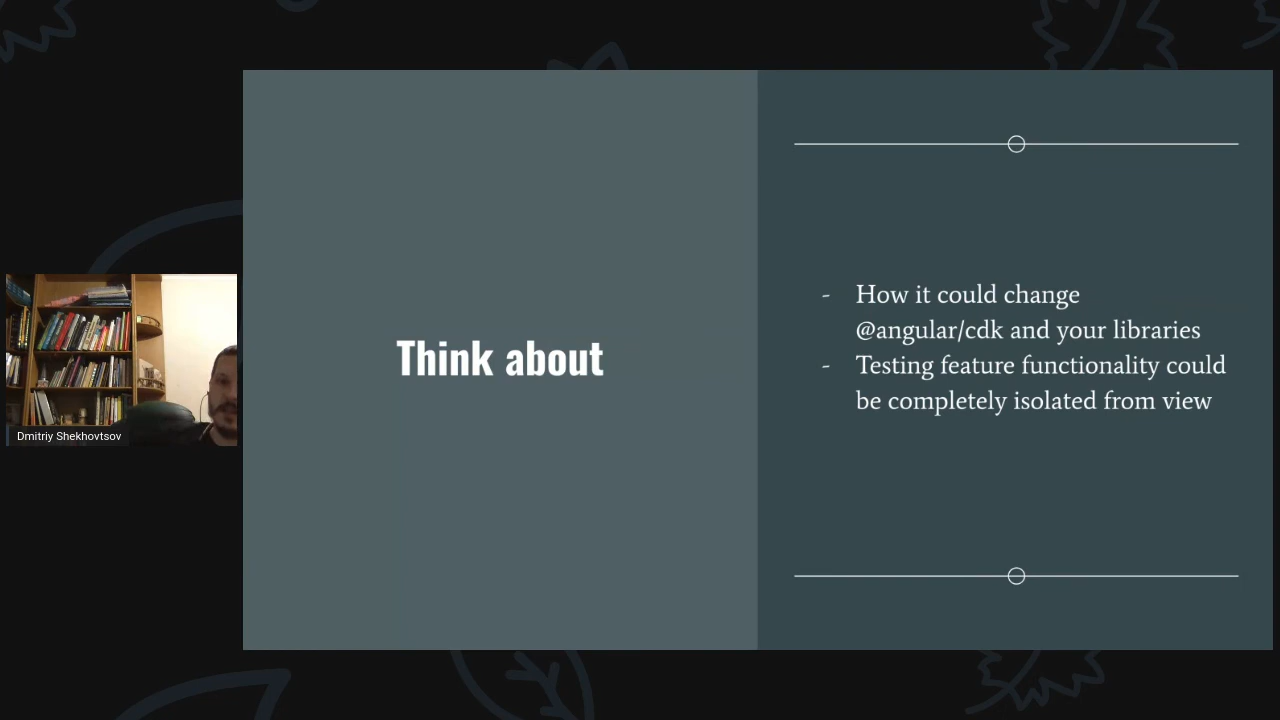 Think about
- How it could change
@angular/cdk and your libraries
- Testing feature functionality could
be completely isolated from view
Dmitriy Shekhovtsov